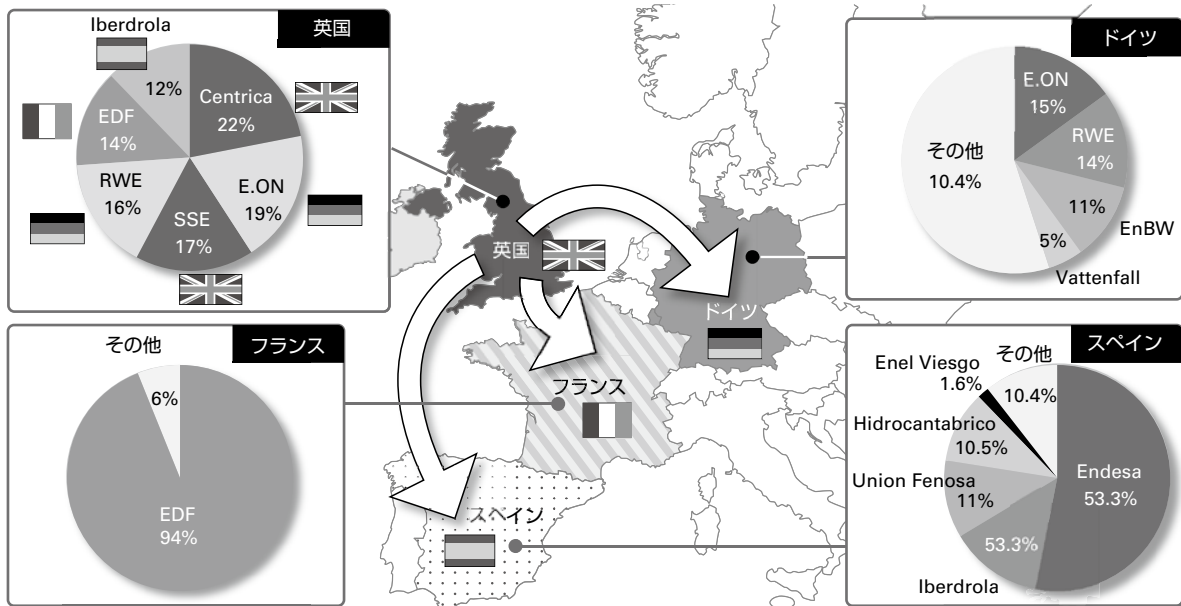 英国
Iberdrola
12%
Centrica
22%
E.ON
19%
SSE
17%
RWE
16%
EDF
14%
ドイツ
E.ON
15%
RWE
14%
11%
EnBW
5%
Vattenfall
その他
10.4%
英国
ドイツ
フランス
スペイン
フランス
その他
6%
EDF
94%
スペイン
Enel Viesgo
1.6%
その他
10.4%
Hidrocantabrico
10.5%
Union Fenosa
11%
Endesa
53.3%
53.3%
Iberdrola